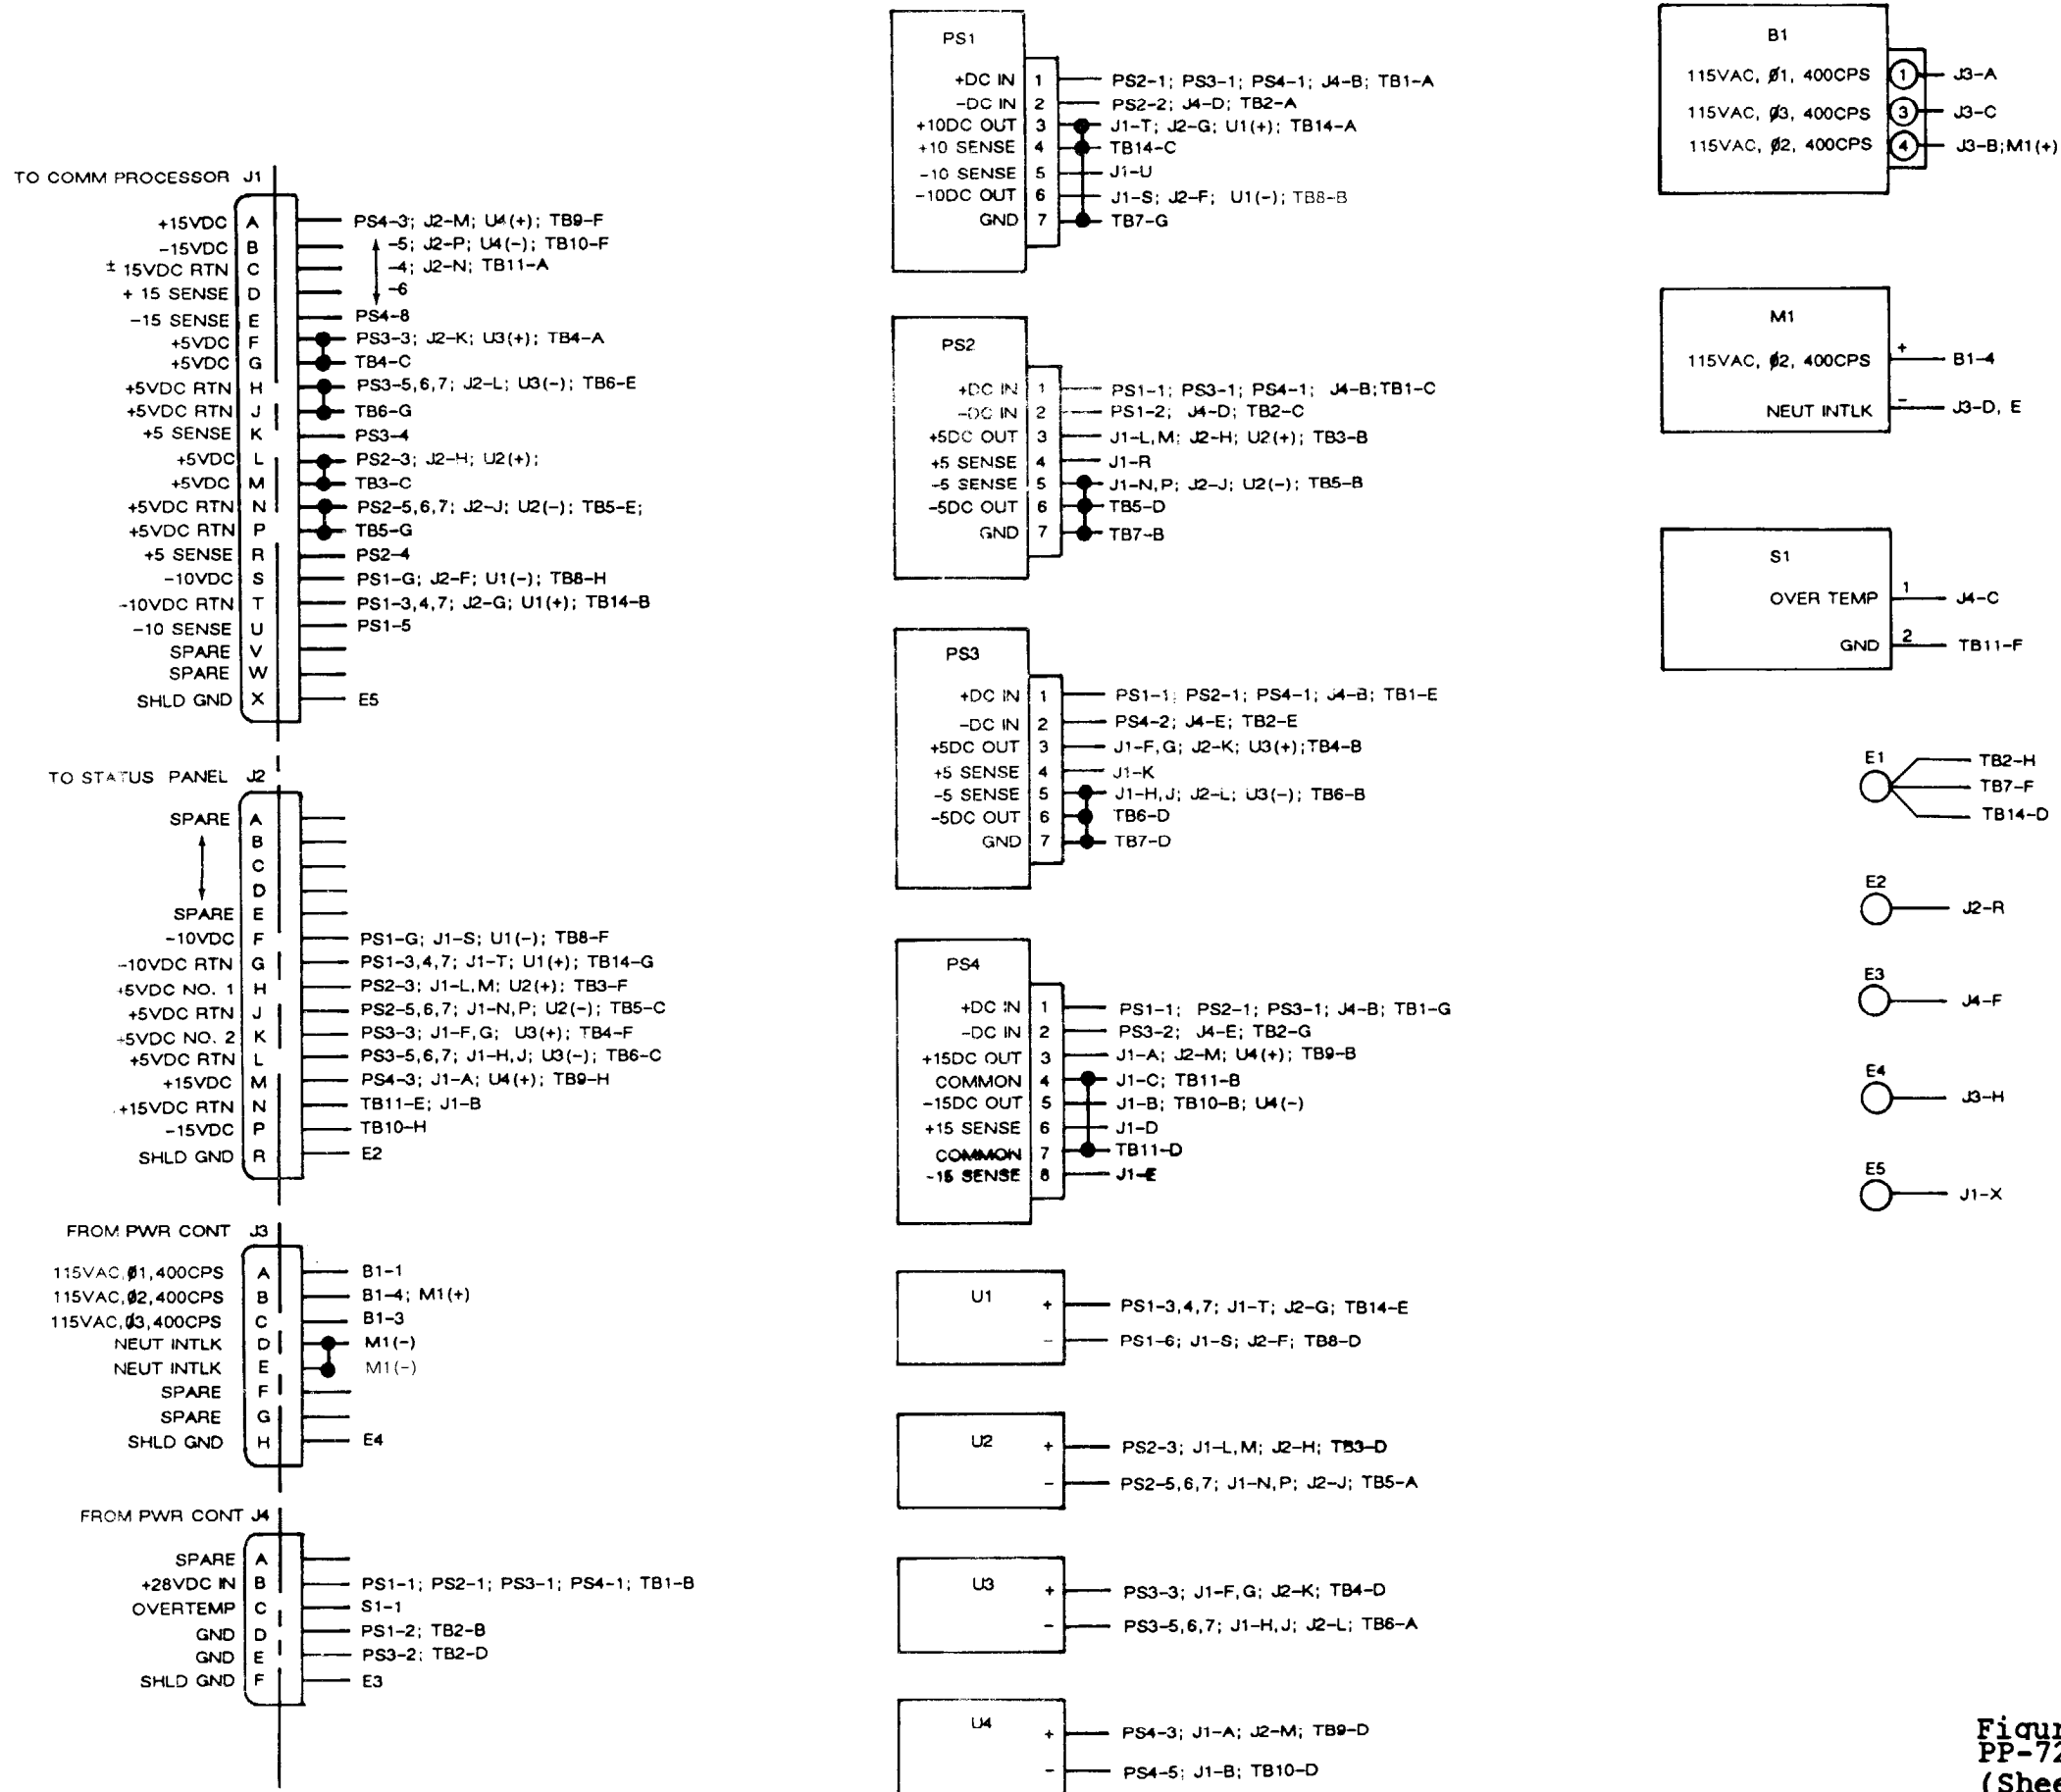 TO COMM PROCESSOR J1
+15VDC A PS4-3; J2-M; U4(+); TB9-F
-15VDC B -5; J2-P; U4(-); TB10-F
± 15VDC RTN C -4; J2-N; TB11-A
+ 15 SENSE D -6
-15 SENSE E PS4-8
+5VDC F PS3-3; J2-K; U3(+); TB4-A
+5VDC G TB4-C
+5VDC RTN H PS3-5,6,7; J2-L; U3(-); TB6-E
+5VDC RTN J TB6-G
+5 SENSE K PS3-4
+5VDC L PS2-3; J2-H; U2(+);
+5VDC M TB3-C
+5VDC RTN N PS2-5,6,7; J2-J; U2(-); TB5-E;
+5VDC RTN P TB5-G
+5 SENSE R PS2-4
-10VDC S PS1-G; J2-F; U1(-); TB8-H
-10VDC RTN T PS1-3,4,7; J2-G; U1(+); TB14-B
-10 SENSE U PS1-5
SPARE V
SPARE W
SHLD GND X E5
TO STATUS PANEL J2
SPARE A
B
C
D
SPARE E
-10VDC F PS1-G; J1-S; U1(-); TB8-F
-10VDC RTN G PS1-3,4,7; J1-T; U1(+); TB14-G
+5VDC NO. 1 H PS2-3; J1-L,M; U2(+); TB3-F
+5VDC RTN J PS2-5,6,7; J1-N,P; U2(-); TB5-C
+5VDC NO. 2 K PS3-3; J1-F,G; U3(+); TB4-F
+5VDC RTN L PS3-5,6,7; J1-H,J; U3(-); TB6-C
+15VDC M PS4-3; J1-A; U4(+); TB9-H
+15VDC RTN N TB11-E; J1-B
-15VDC P TB10-H
SHLD GND R E2
FROM PWR CONT J3
115VAC,Ø1,400CPS A B1-1
115VAC,Ø2,400CPS B B1-4; M1(+)
115VAC,Ø3,400CPS C B1-3
NEUT INTLK D M1(-)
NEUT INTLK E M1(-)
SPARE F
SPARE G
SHLD GND H E4
FROM PWR CONT J4
SPARE A
+28VDC IN B PS1-1; PS2-1; PS3-1; PS4-1; TB1-B
OVERTEMP C S1-1
GND D PS1-2; TB2-B
GND E PS3-2; TB2-D
SHLD GND F E3
PS1
+DC IN 1 PS2-1; PS3-1; PS4-1; J4-B; TB1-A
-DC IN 2 PS2-2; J4-D; TB2-A
+10DC OUT 3 J1-T; J2-G; U1(+); TB14-A
+10 SENSE 4 TB14-C
-10 SENSE 5 J1-U
-10DC OUT 6 J1-S; J2-F; U1(-); TB8-B
GND 7 TB7-G
PS2
+DC IN 1 PS1-1; PS3-1; PS4-1; J4-B;TB1-C
-DC IN 2 PS1-2; J4-D; TB2-C
+5DC OUT 3 J1-L,M; J2-H; U2(+); TB3-B
+5 SENSE 4 J1-R
-5 SENSE 5 J1-N,P; J2-J; U2(-); TB5-B
-5DC OUT 6 TB5-D
GND 7 TB7-B
PS3
+DC IN 1 PS1-1; PS2-1; PS4-1; J4-B; TB1-E
-DC IN 2 PS4-2; J4-E; TB2-E
+5DC OUT 3 J1-F,G; J2-K; U3(+);TB4-B
+5 SENSE 4 J1-K
-5 SENSE 5 J1-H,J; J2-L; U3(-); TB6-B
-5DC OUT 6 TB6-D
GND 7 TB7-D
PS4
+DC IN 1 PS1-1; PS2-1; PS3-1; J4-B; TB1-G
-DC IN 2 PS3-2; J4-E; TB2-G
+15DC OUT 3 J1-A; J2-M; U4(+); TB9-B
COMMON 4 J1-C; TB11-B
-15DC OUT 5 J1-B; TB10-B; U4(-)
+15 SENSE 6 J1-D
COMMON 7 TB11-D
-15 SENSE 8 J1-E
U1
+ PS1-3,4,7; J1-T; J2-G; TB14-E
- PS1-6; J1-S; J2-F; TB8-D
U2
+ PS2-3; J1-L,M; J2-H; TB3-D
- PS2-5,6,7; J1-N,P; J2-J; TB5-A
U3
+ PS3-3; J1-F,G; J2-K; TB4-D
- PS3-5,6,7; J1-H,J; J2-L; TB6-A
U4
+ PS4-3; J1-A; J2-M; TB9-D
- PS4-5; J1-B; TB10-D
B1
115VAC, Ø1, 400CPS 1 J3-A
115VAC, Ø3, 400CPS 3 J3-C
115VAC, Ø2, 400CPS 4 J3-B;M1(+)
M1
115VAC, Ø2, 400CPS + B1-4
NEUT INTLK - J3-D, E
S1
OVER TEMP 1 J4-C
GND 2 TB11-F
E1
TB2-H
TB7-F
TB14-D
E2
J2-R
E3
J4-F
E4
J3-H
E5
J1-X
Figur
PP-72
(Shee